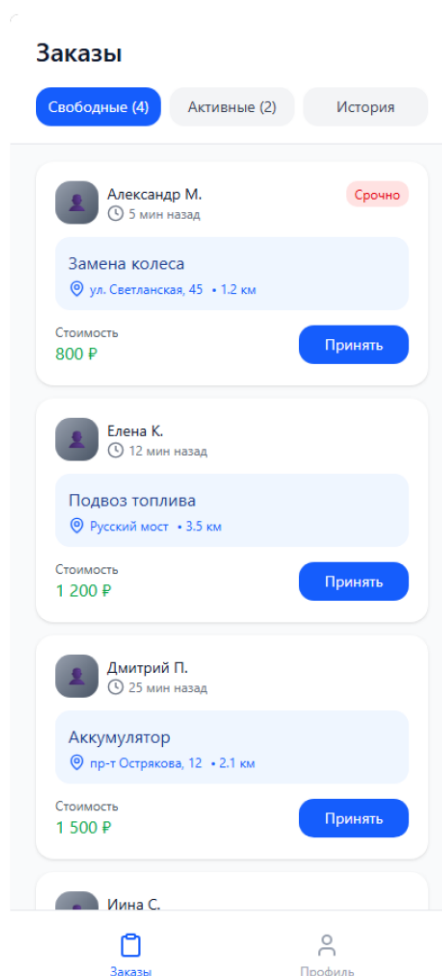 Заказы
Свободные (4) Активные (2) История
Александр М. Срочно
5 мин назад
Замена колеса
ул. Светланская, 45 • 1.2 км
Стоимость
800 ₽ Принять
Елена К.
12 мин назад
Подвоз топлива
Русский мост • 3.5 км
Стоимость
1 200 ₽ Принять
Дмитрий П.
25 мин назад
Аккумулятор
пр-т Острякова, 12 • 2.1 км
Стоимость
1 500 ₽ Принять
Иина С.
Заказы Профиль